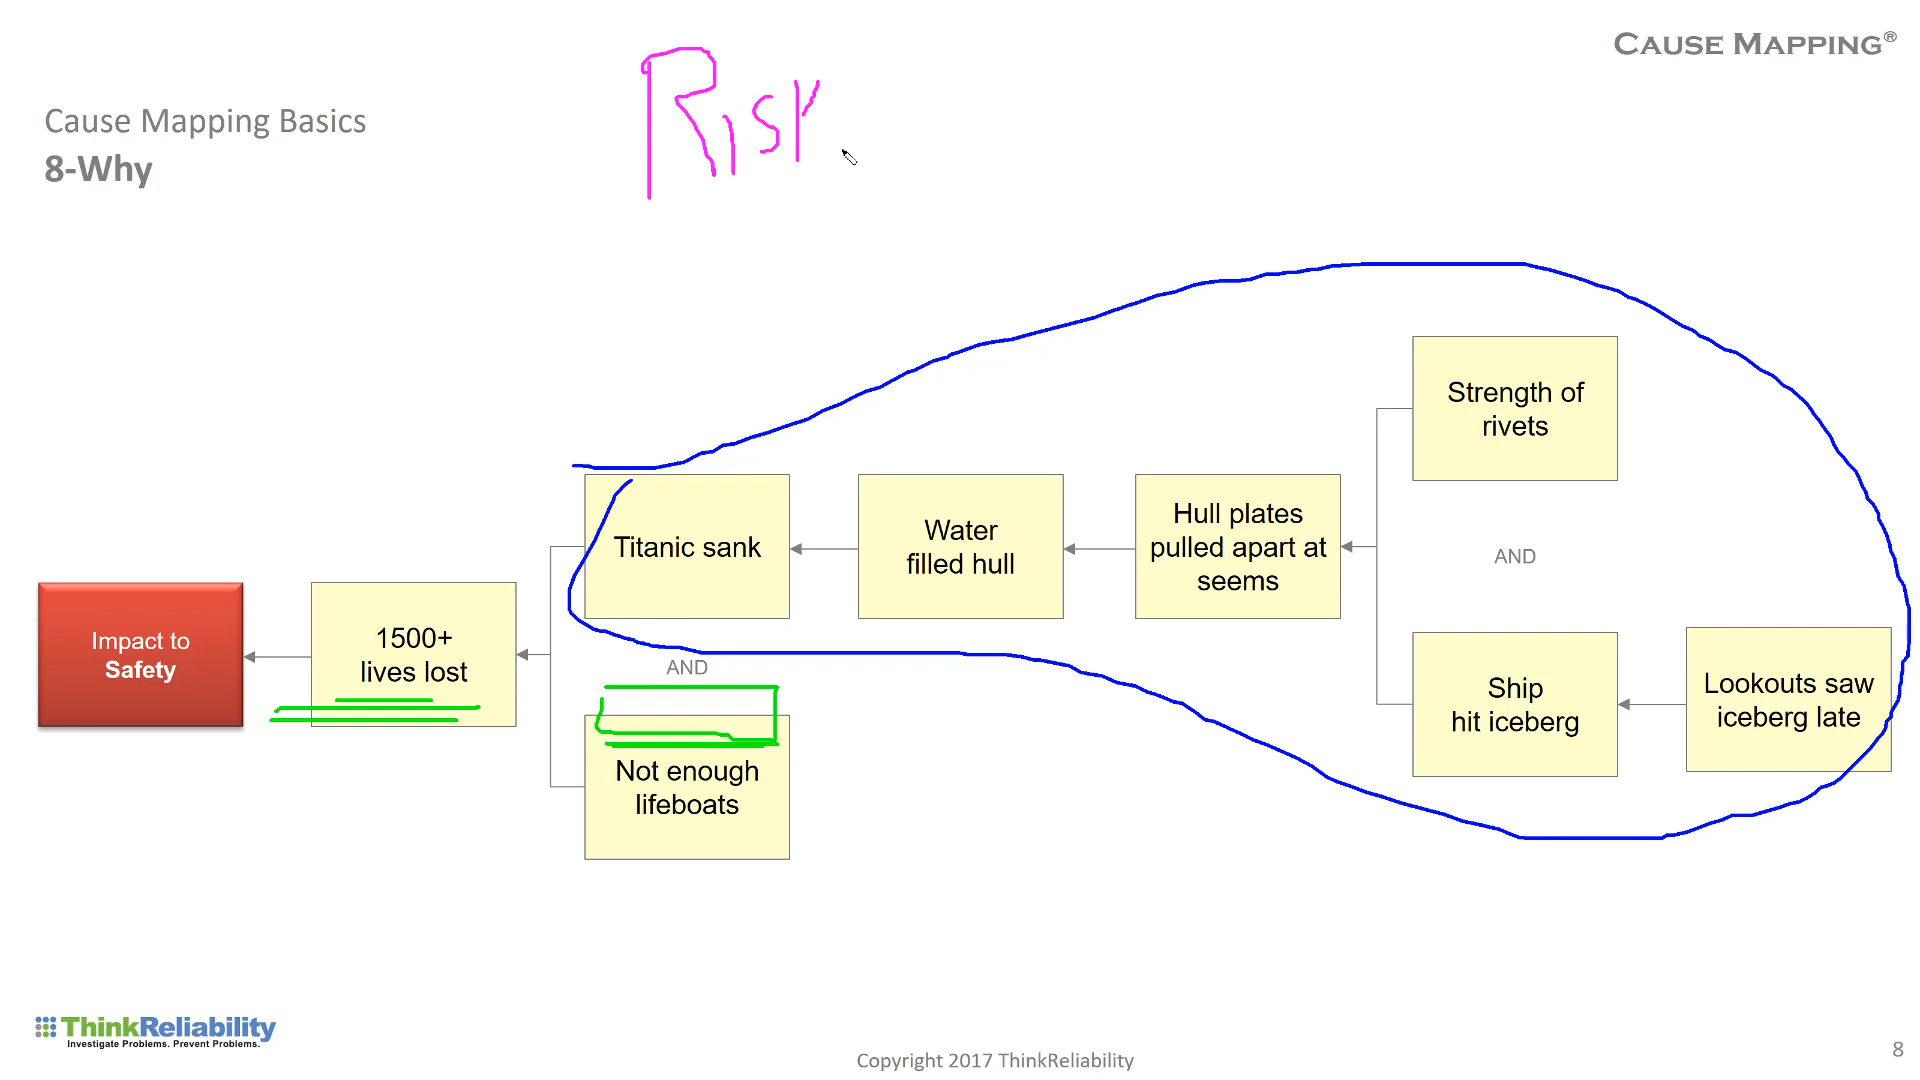 CAUSE MAPPING®
Risk
Cause Mapping Basics
8-Why
Strength of
rivets
Titanic sank
Water
filled hull
Hull plates
pulled apart at
seems
AND
Impact to
Safety
1500+
lives lost
AND
Ship
hit iceberg
Lookouts saw
iceberg late
Not enough
lifeboats
ThinkReliability
Investigate Problems. Prevent Problems.
Copyright 2017 ThinkReliability
8